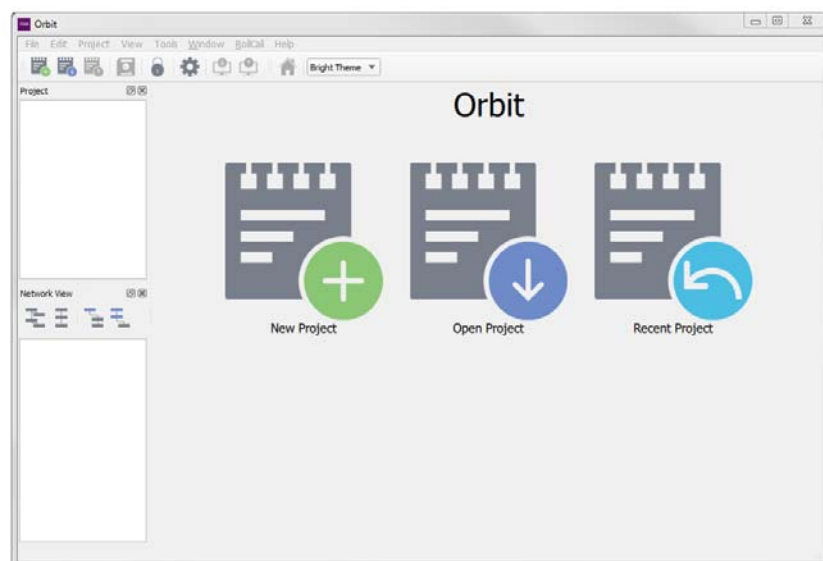 Orbit
File Edit Project View Tools Window RollCall Help
Bright Theme
Project
Orbit
New Project Open Project Recent Project
Network View